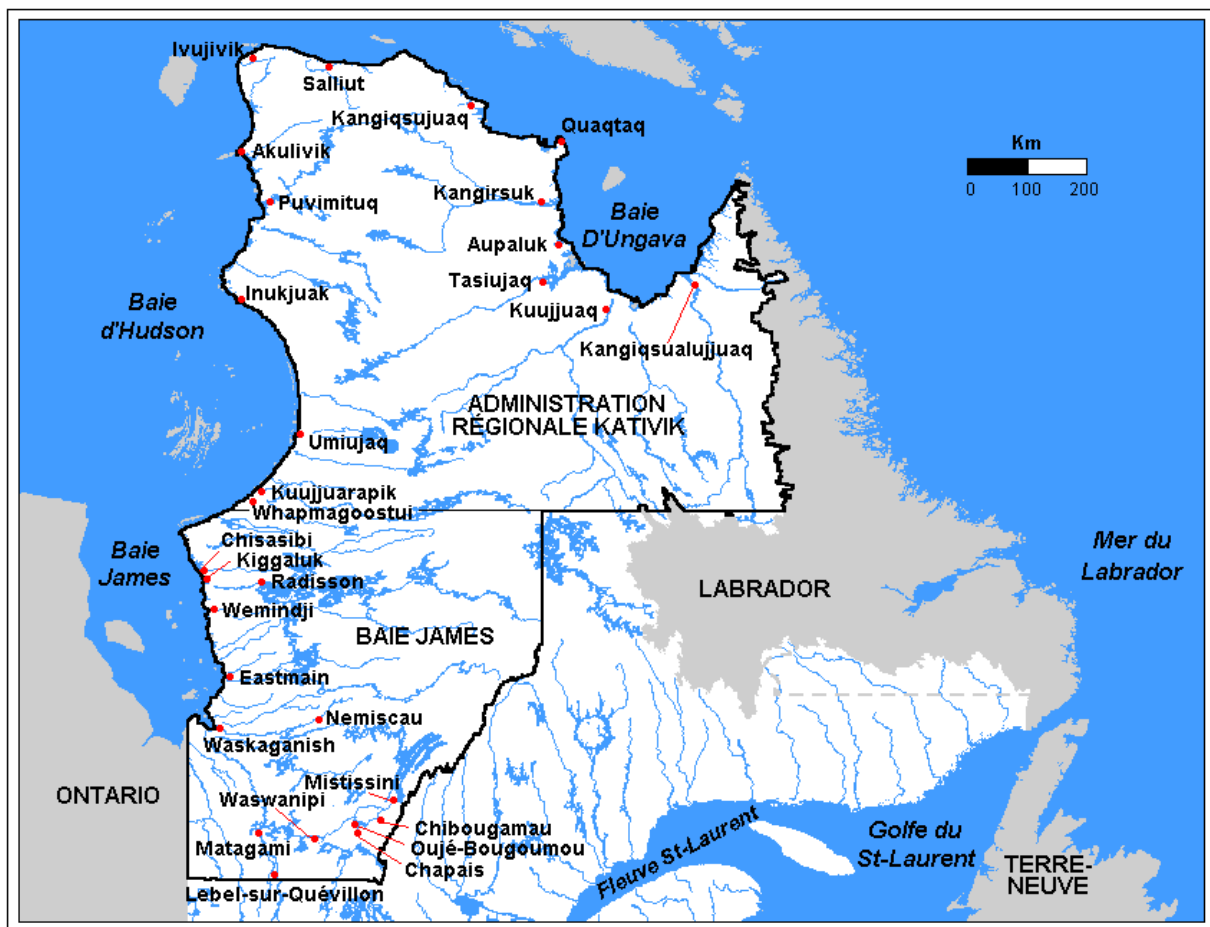 Ivujivik
Salliut
Kangiqsujuaq
Quaqtaq
Km
0 100 200
Akulivik
Puvimituq
Kangirsuk
Baie
D'Ungava
Aupaluk
Tasiujaq
Inukjuak
Baie
d'Hudson
Kuujjuaq
Kangiqsualujjuaq
ADMINISTRATION
RÉGIONALE KATIVIK
Umiujaq
Kuujjuarapik
Whapmagoostui
Chisasibi
Kiggaluk
Baie
James
Radisson
Mer du
Labrador
LABRADOR
Wemindji
BAIE JAMES
Eastmain
Nemiscau
Waskaganish
Mistissini
ONTARIO
Waswanipi
Chibougamau
Matagami
Oujé-Bougoumou
Chapais
Golfe du
St-Laurent
Fleuve St-Laurent
TERRE-
NEUVE
Lebel-sur-Quévillon